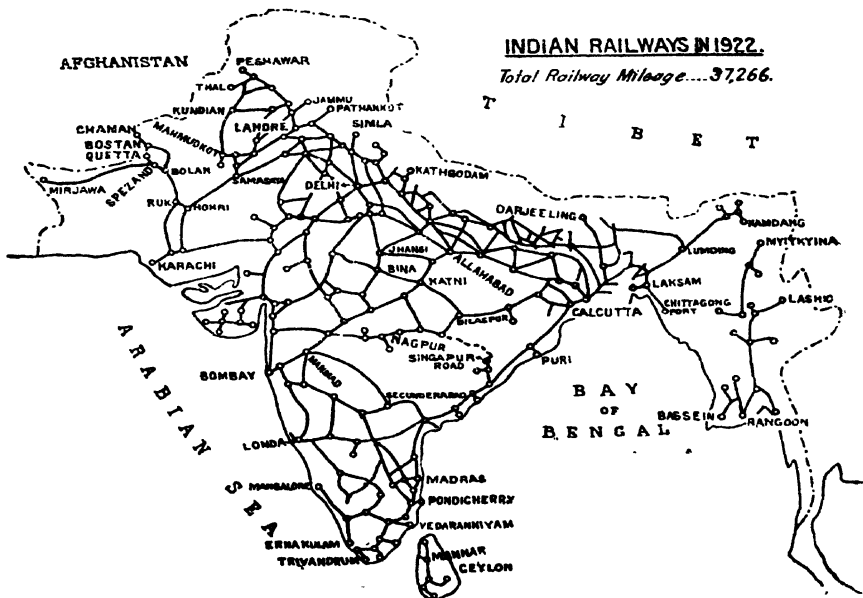 INDIAN RAILWAYS IN 1922.
Total Railway Mileage....37,266.
AFGHANISTAN
PESHAWAR
THAL
KUNDIAN
JAMMU
PATHANKOT
LAHORE
SIMLA
TIBET
CHAMAN
MAHMUDKOT
BOSTAN
QUETTA
BOLAN
SPEZAND
MIRJAWA
SAMASATA
DELHI
KATHGODAM
RUK
ROHRI
DARJEELING
NAMDANG
LUMDING
MYITKYINA
KARACHI
JHANSI
BINA
ALLAHABAD
KATNI
LAKSAM
CHITTAGONG
PORT
LASHIO
CALCUTTA
BILASPUR
NAGPUR
SINGAPUR
ROAD
PURI
BOMBAY
MANMAD
SECUNDERABAD
ARABIAN SEA
BAY
OF
BENGAL
BASSEIN
RANGOON
LONDA
MADRAS
MANGALORE
PONDICHERRY
VEDARANNIYAM
ERNAKULAM
TRIVANDRUM
MANNAR
CEYLON